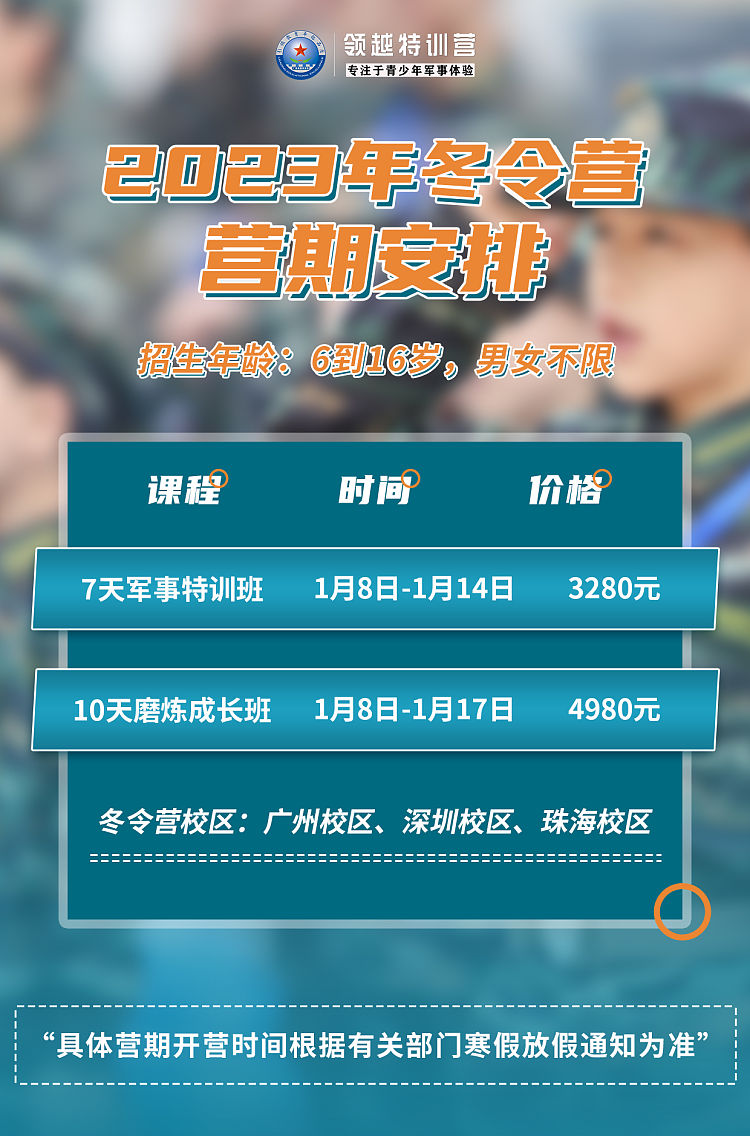 领越特训营
专注于青少年军事体验
2023年冬令营
营期安排
招生年龄：6到16岁，男女不限
课程 时间 价格
7天军事特训班 1月8日-1月14日 3280元
10天磨炼成长班 1月8日-1月17日 4980元
冬令营校区：广州校区、深圳校区、珠海校区
“具体营期开营时间根据有关部门寒假放假通知为准”